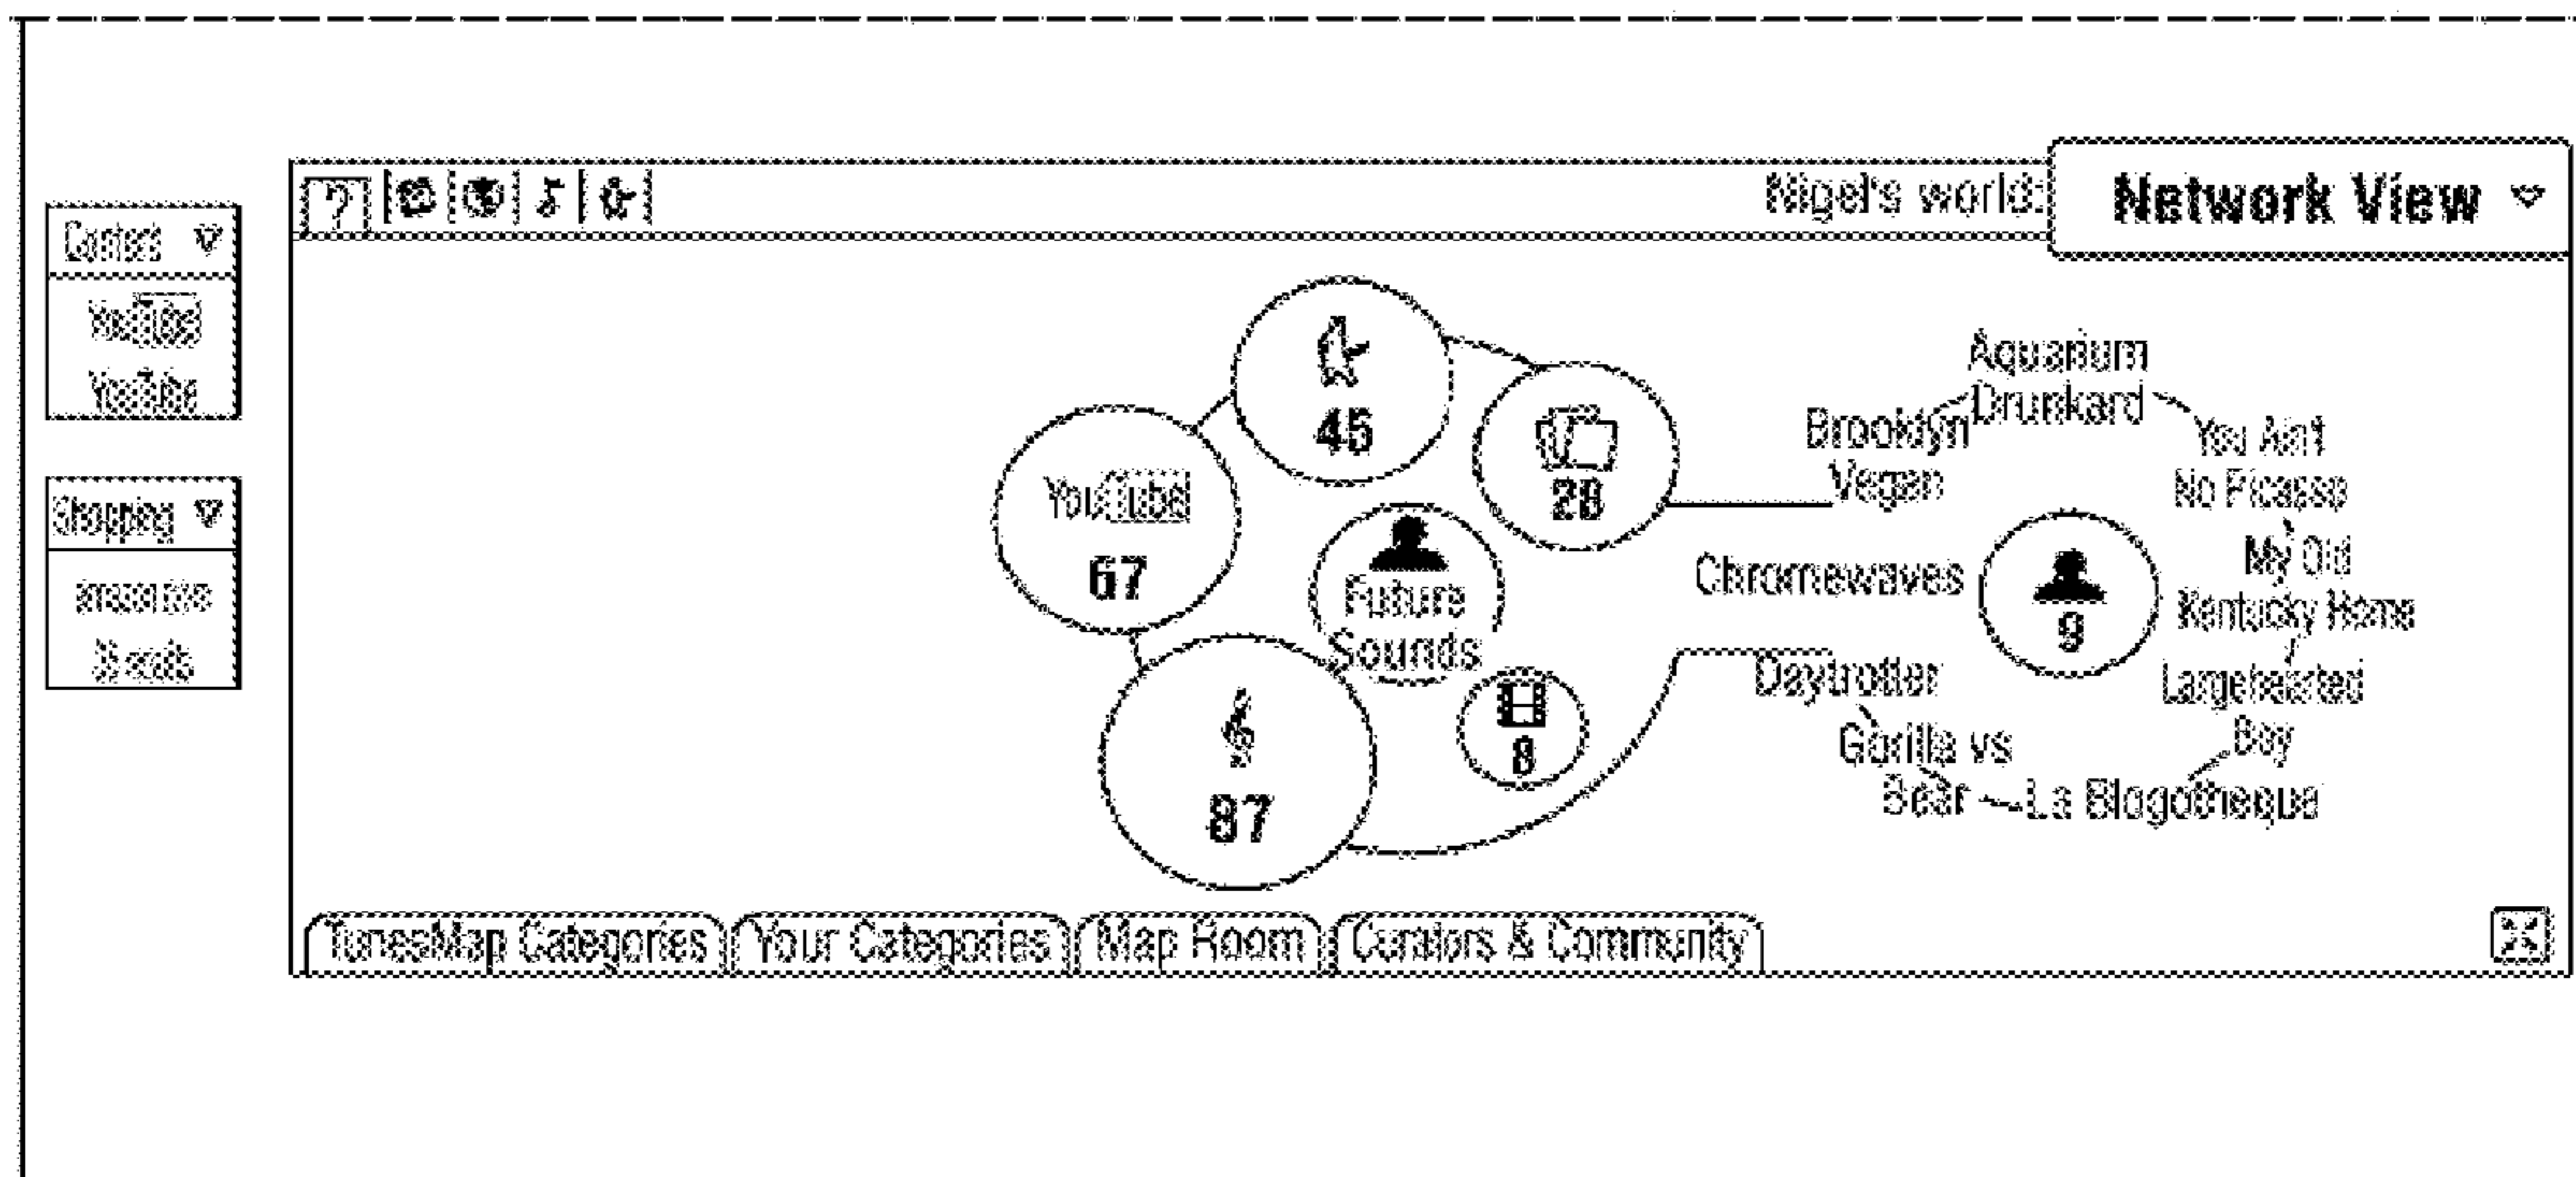 ?
Nigel's world:
Network View
YouTube
YouTube
Shopping
45
28
YouTube
67
Future
Sounds
8
Aquarium
Drunkard
Brooklyn
Vegan
You Ain't
No Picasso
Chromewaves
9
My Old
Kentucky Home
Daytrotter
Largehearted
Boy
Gorilla vs
Bear
La Blogotheque
TunesMap Categories
Your Categories
Map Room
Curators & Community